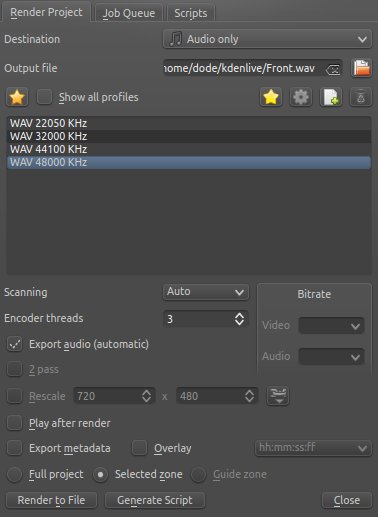 Render Project Job Queue Scripts
Destination Audio only
Output file home/dode/kdenlive/Front.wav
Show all profiles
WAV 22050 KHz
WAV 32000 KHz
WAV 44100 KHz
WAV 48000 KHz
Scanning Auto Bitrate
Encoder threads 3 Video
Export audio (automatic) Audio
2 pass
Rescale 720 x 480
Play after render
Export metadata Overlay hh:mm:ss:ff
Full project Selected zone Guide zone
Render to File Generate Script Close